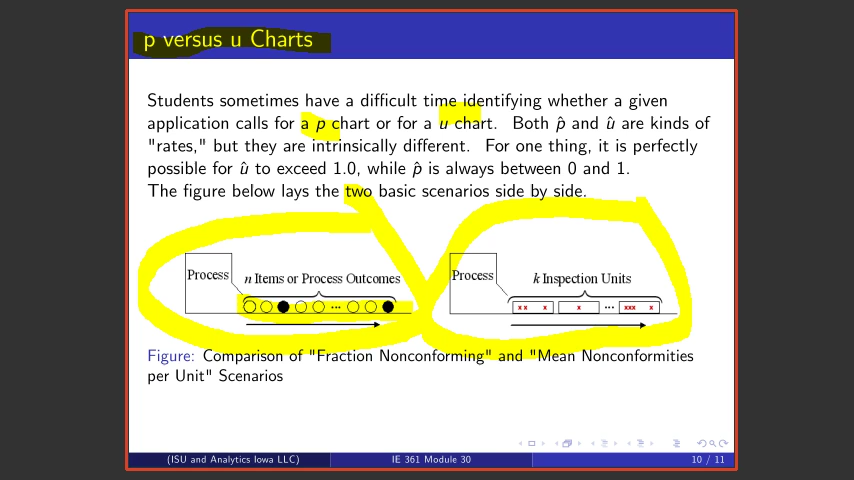 p versus u Charts
Students sometimes have a difficult time identifying whether a given
application calls for a p chart or for a u chart. Both p̂ and û are kinds of
"rates," but they are intrinsically different. For one thing, it is perfectly
possible for û to exceed 1.0, while p̂ is always between 0 and 1.
The figure below lays the two basic scenarios side by side.
Process
n Items or Process Outcomes
...
Process
k Inspection Units
xx x x ... xxx x
Figure: Comparison of "Fraction Nonconforming" and "Mean Nonconformities
per Unit" Scenarios
(ISU and Analytics Iowa LLC) IE 361 Module 30 10 / 11